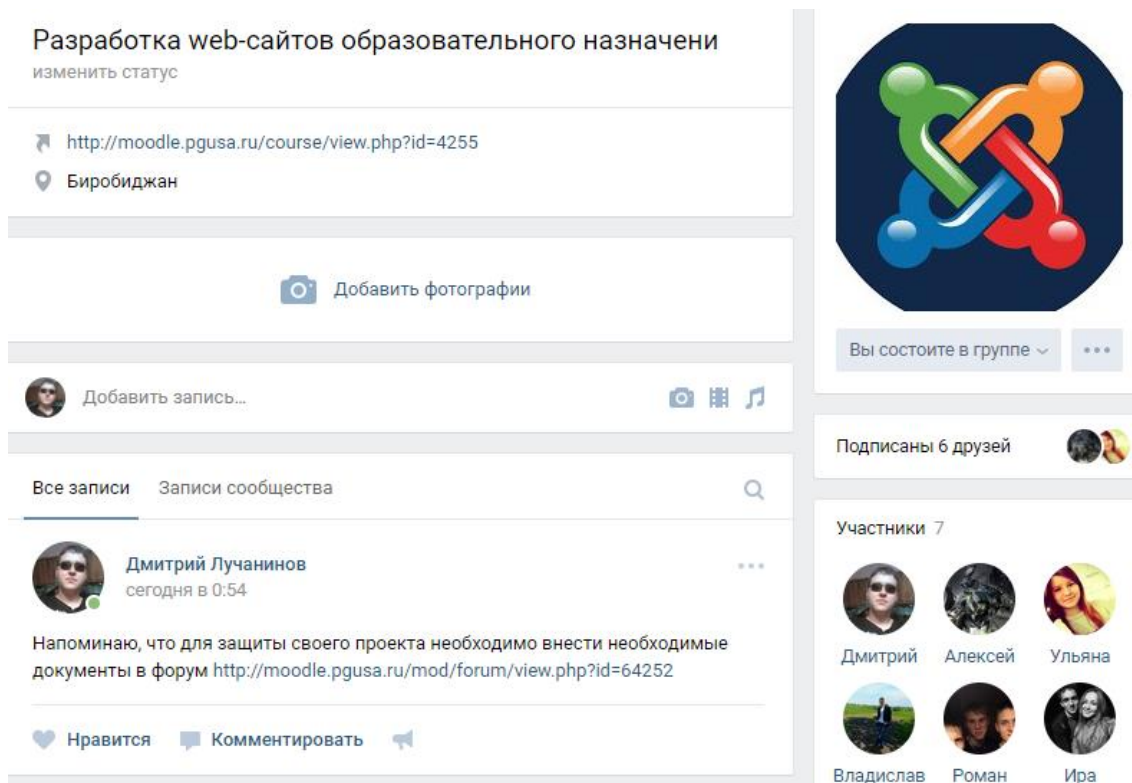 Разработка web-сайтов образовательного назначени
изменить статус
http://moodle.pgusa.ru/course/view.php?id=4255
Биробиджан
Добавить фотографии
Добавить запись...
Все записи Записи сообщества
Дмитрий Лучанинов
сегодня в 0:54
Напоминаю, что для защиты своего проекта необходимо внести необходимые
документы в форум http://moodle.pgusa.ru/mod/forum/view.php?id=64252
Нравится Комментировать
Вы состоите в группе
Подписаны 6 друзей
Участники 7
Дмитрий Алексей Ульяна
Владислав Роман Ира